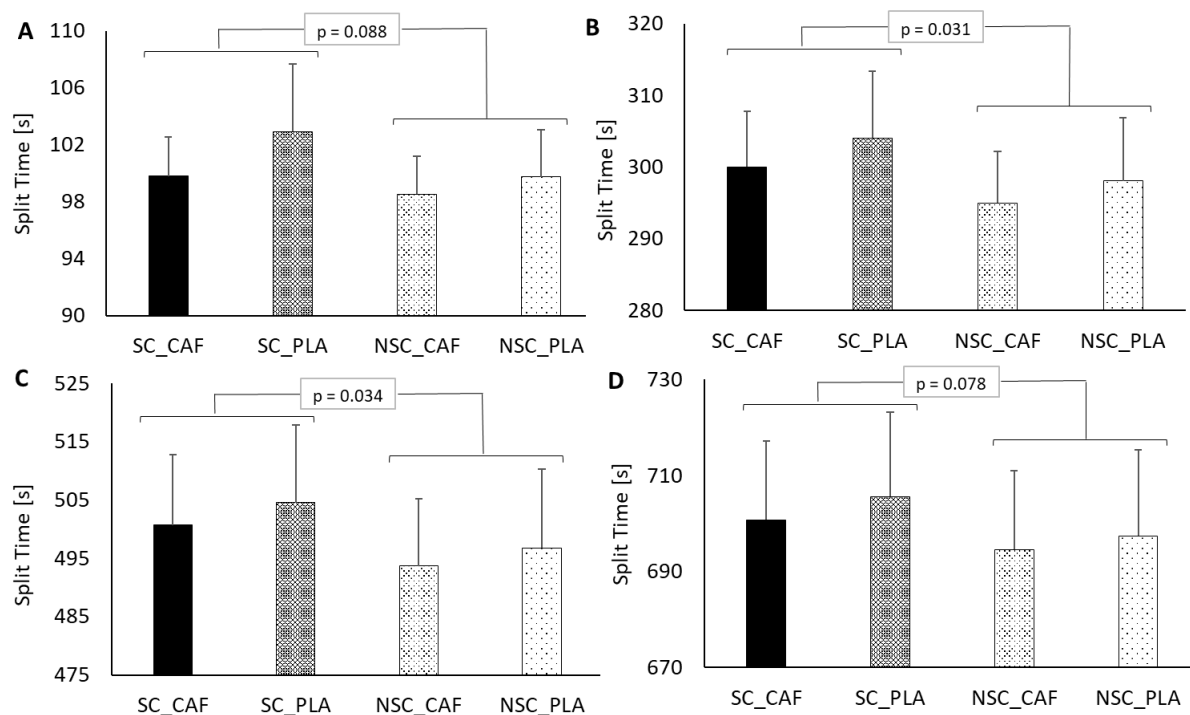 A
110
106
102
98
94
90
Split Time [s]
p = 0.088
SC_CAF SC_PLA NSC_CAF NSC_PLA
B
320
310
300
290
280
Split Time [s]
p = 0.031
SC_CAF SC_PLA NSC_CAF NSC_PLA
C
525
515
505
495
485
475
Split Time [s]
p = 0.034
SC_CAF SC_PLA NSC_CAF NSC_PLA
D
730
710
690
670
Split Time [s]
p = 0.078
SC_CAF SC_PLA NSC_CAF NSC_PLA